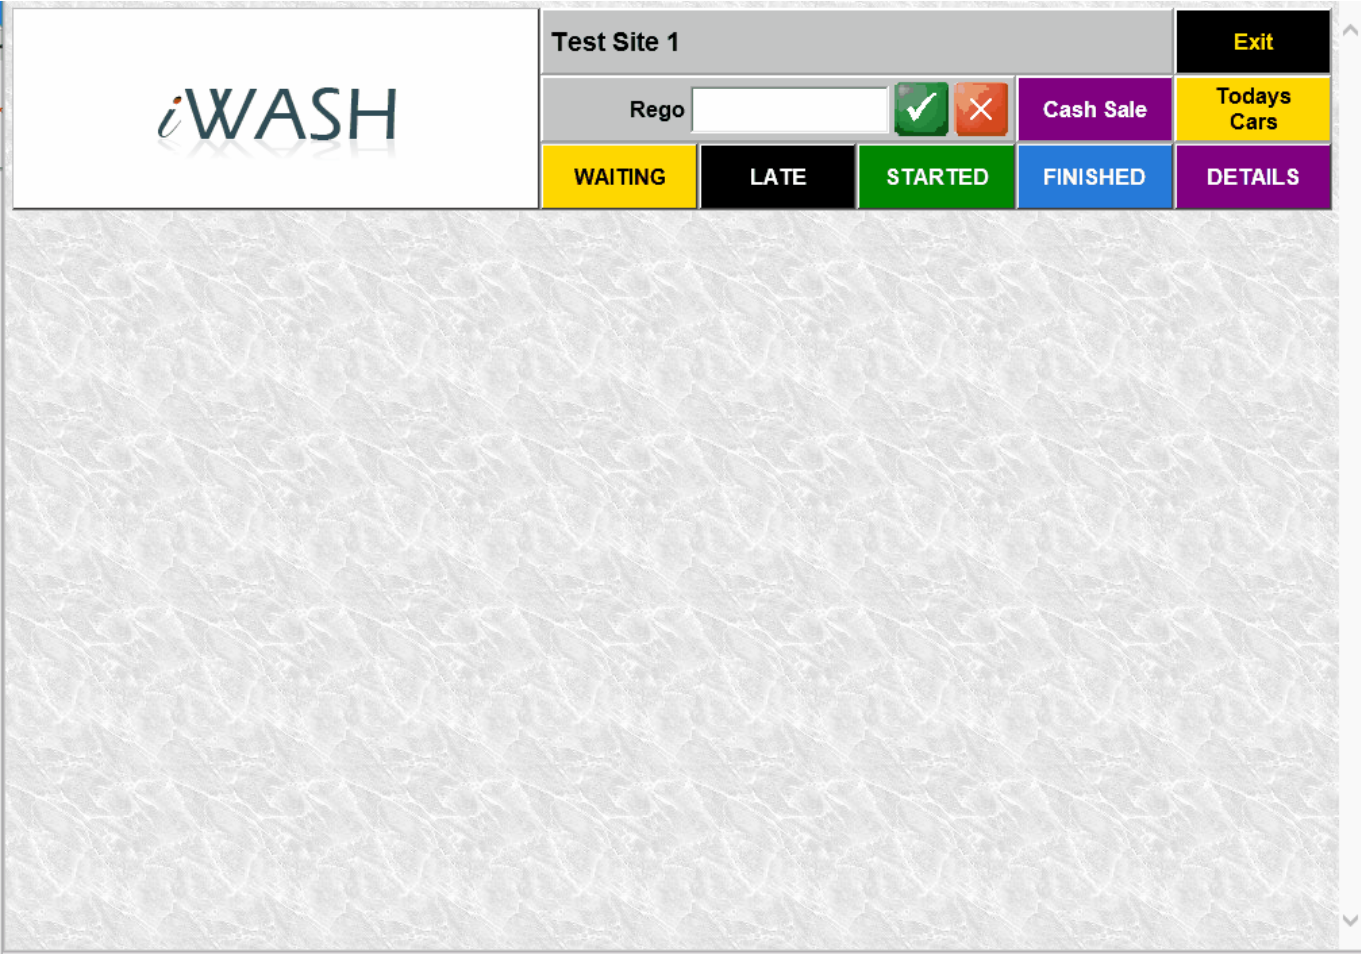 iWASH
Test Site 1
Exit
Rego
Cash Sale
Todays
Cars
WAITING
LATE
STARTED
FINISHED
DETAILS